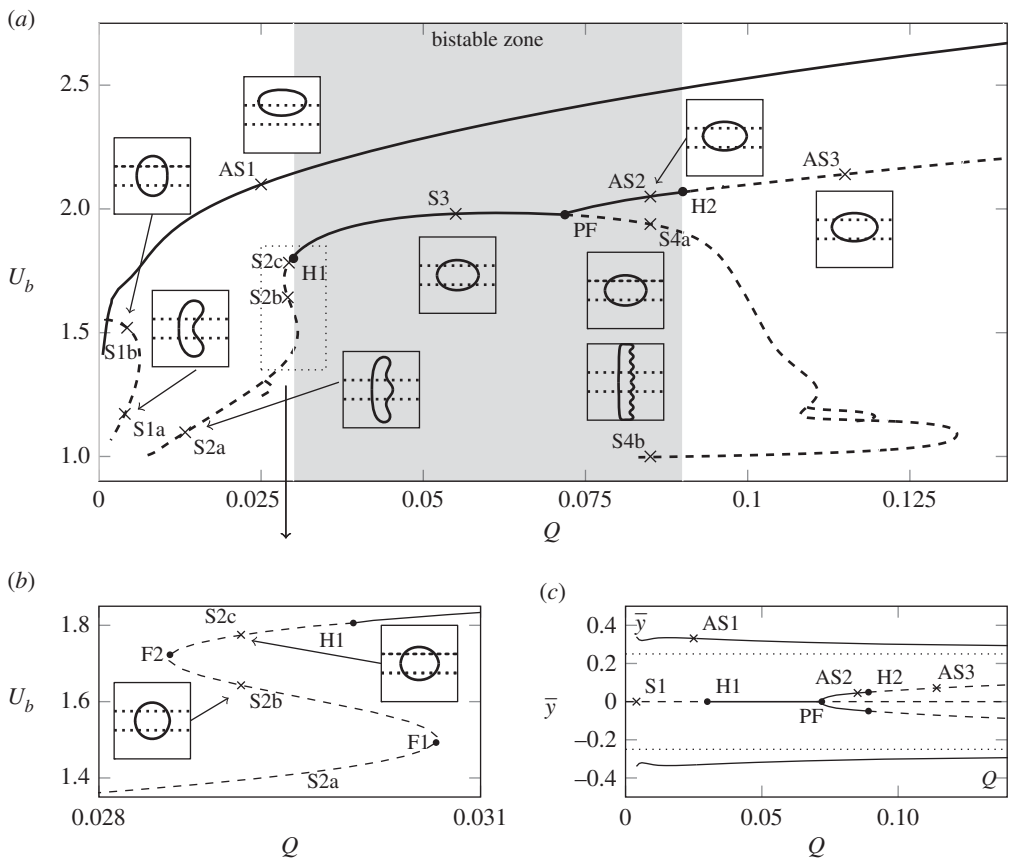 (a)
bistable zone
2.5
AS1
AS3
AS2
S3
2.0
H2
PF
S4a
S2c
H1
U_b
S2b
1.5
S1b
S1a
S2a
S4b
1.0
0
0.025
0.05
0.075
0.1
0.125
Q
(b)
(c)
S2c
1.8
H1
F2
U_b
S2b
1.6
F1
1.4
S2a
0.028
0.031
Q
0.4
y̅
AS1
0.2
AS2
H2
AS3
S1
H1
y̅
0
PF
–0.2
–0.4
Q
0
0.05
0.10
Q